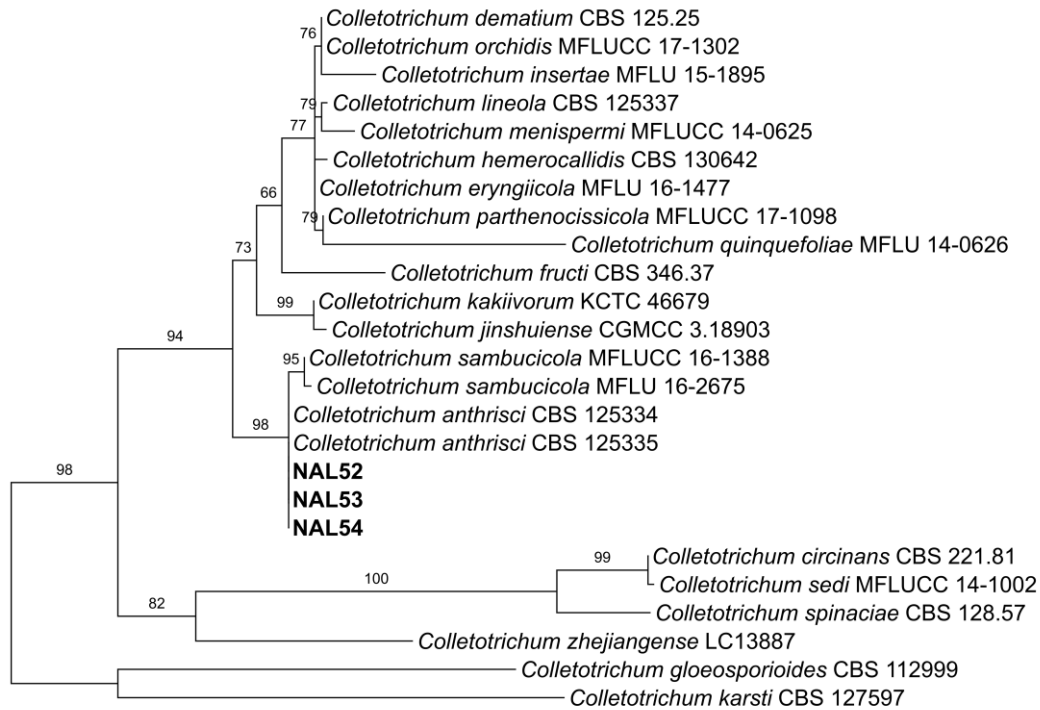 Colletotrichum dematium CBS 125.25
76
Colletotrichum orchidis MFLUCC 17-1302
Colletotrichum insertae MFLU 15-1895
79
Colletotrichum lineola CBS 125337
77
Colletotrichum menispermi MFLUCC 14-0625
Colletotrichum hemerocallidis CBS 130642
66
Colletotrichum eryngiicola MFLU 16-1477
79
Colletotrichum parthenocissicola MFLUCC 17-1098
73
Colletotrichum quinquefoliae MFLU 14-0626
Colletotrichum fructi CBS 346.37
99
Colletotrichum kakiivorum KCTC 46679
Colletotrichum jinshuiense CGMCC 3.18903
94
95
Colletotrichum sambucicola MFLUCC 16-1388
Colletotrichum sambucicola MFLU 16-2675
Colletotrichum anthrisci CBS 125334
98
Colletotrichum anthrisci CBS 125335
98
NAL52
NAL53
NAL54
99
Colletotrichum circinans CBS 221.81
100
Colletotrichum sedi MFLUCC 14-1002
82
Colletotrichum spinaciae CBS 128.57
Colletotrichum zhejiangense LC13887
Colletotrichum gloeosporioides CBS 112999
Colletotrichum karsti CBS 127597